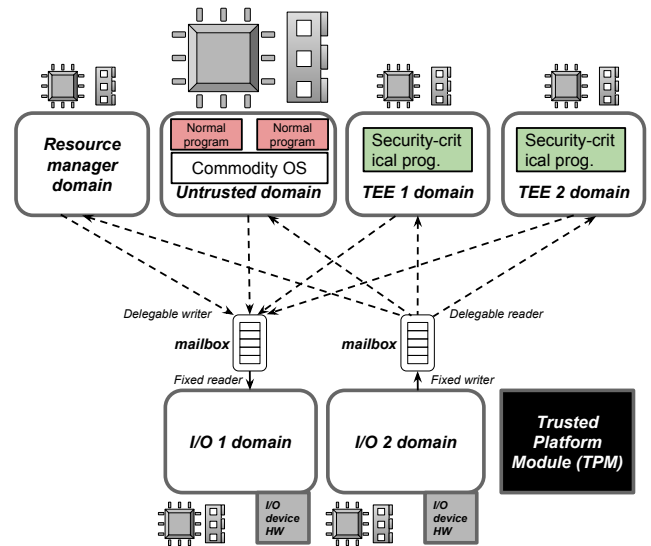 Resource
manager
domain
Normal
program
Normal
program
Commodity OS
Untrusted domain
Security-crit
ical prog.
TEE 1 domain
Security-crit
ical prog.
TEE 2 domain
Delegable writer
Delegable reader
mailbox
mailbox
Fixed reader
Fixed writer
I/O 1 domain
I/O 2 domain
Trusted
Platform
Module (TPM)
I/O
device
HW
I/O
device
HW